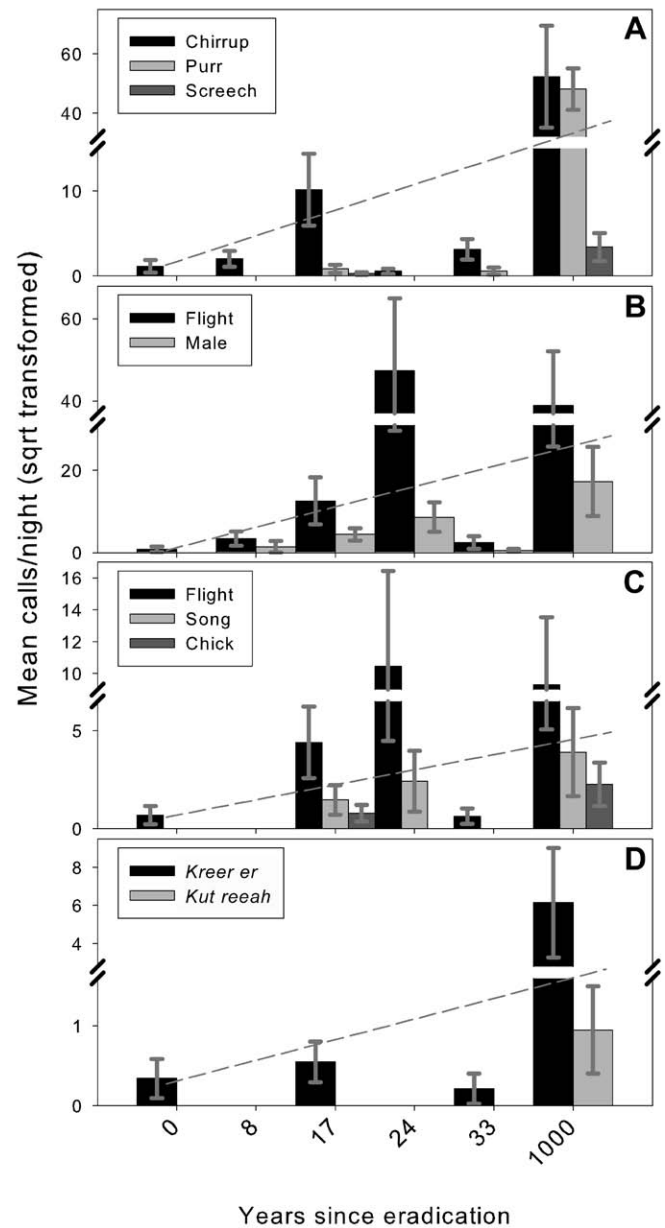 Mean calls/night (sqrt transformed)
A
Chirrup
Purr
Screech
60
40
10
0
B
Flight
Male
60
40
20
0
C
Flight
Song
Chick
16
14
12
10
5
0
D
Kreer er
Kut reeah
8
6
4
1
0
0
8
17
24
33
1000
Years since eradication